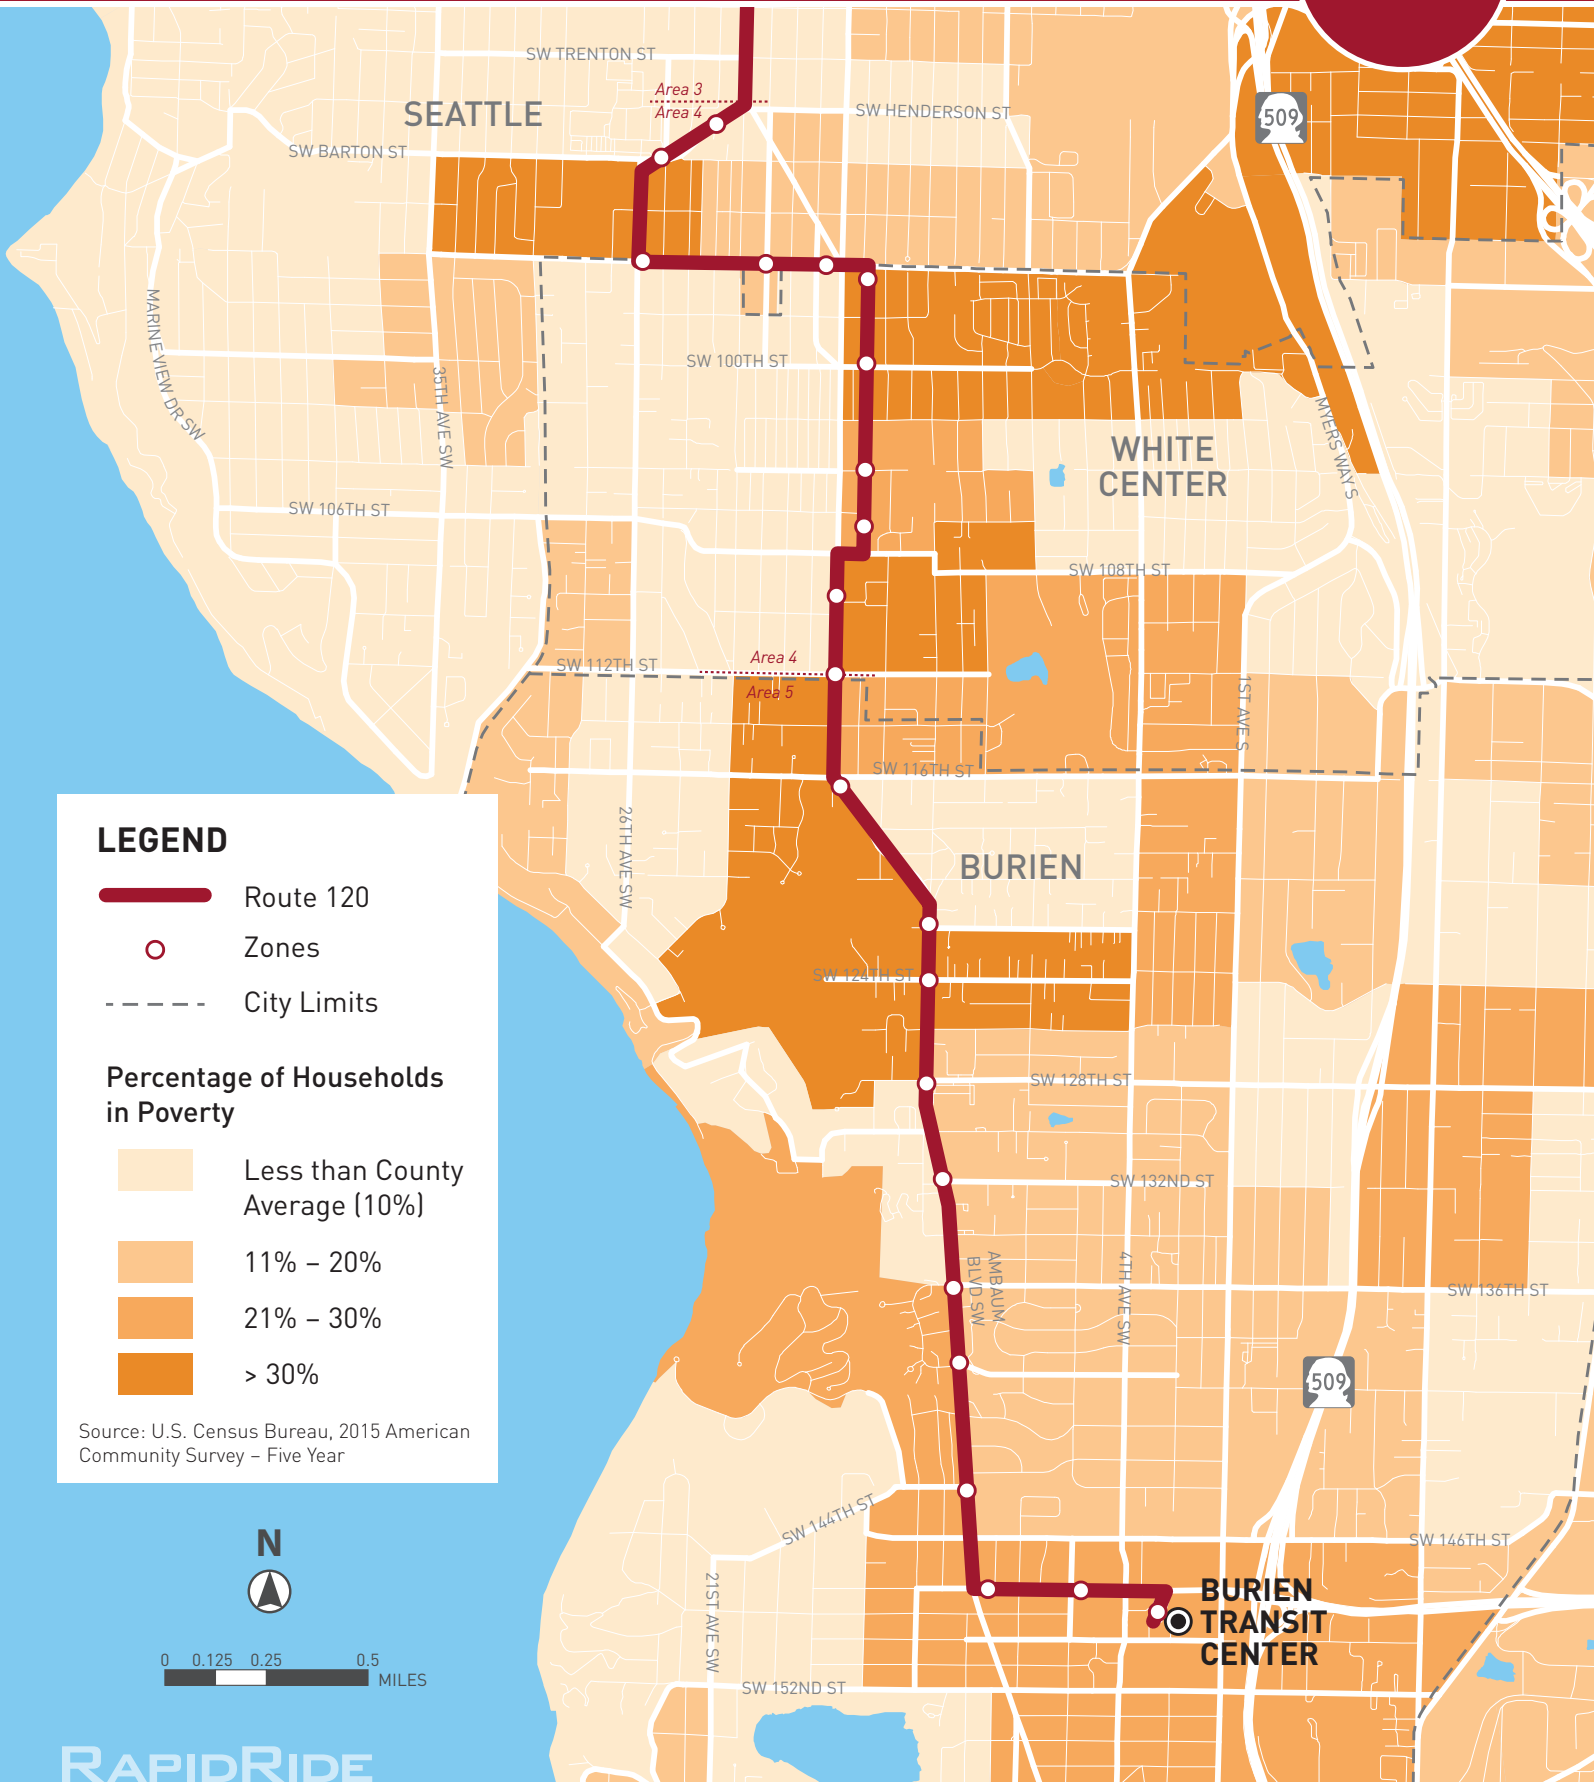 SW TRENTON ST
Area 3
SEATTLE
Area 4
SW HENDERSON ST
509
SW BARTON ST
MARINE VIEW DR SW
SW 100TH ST
35TH AVE SW
MYERS WAY S
WHITE
CENTER
SW 106TH ST
SW 108TH ST
Area 4
SW 112TH ST
Area 5
1ST AVE S
SW 116TH ST
26TH AVE SW
BURIEN
LEGEND
Route 120
Zones
City Limits
Percentage of Households
in Poverty
Less than County
Average (10%)
11% – 20%
21% – 30%
> 30%
Source: U.S. Census Bureau, 2015 American
Community Survey – Five Year
SW 124TH ST
SW 128TH ST
SW 132ND ST
AMBAUM
BLVD SW
4TH AVE SW
SW 136TH ST
509
SW 144TH ST
SW 146TH ST
N
21ST AVE SW
BURIEN
TRANSIT
CENTER
0 0.125 0.25 0.5
MILES
SW 152ND ST
RAPIDRIDE